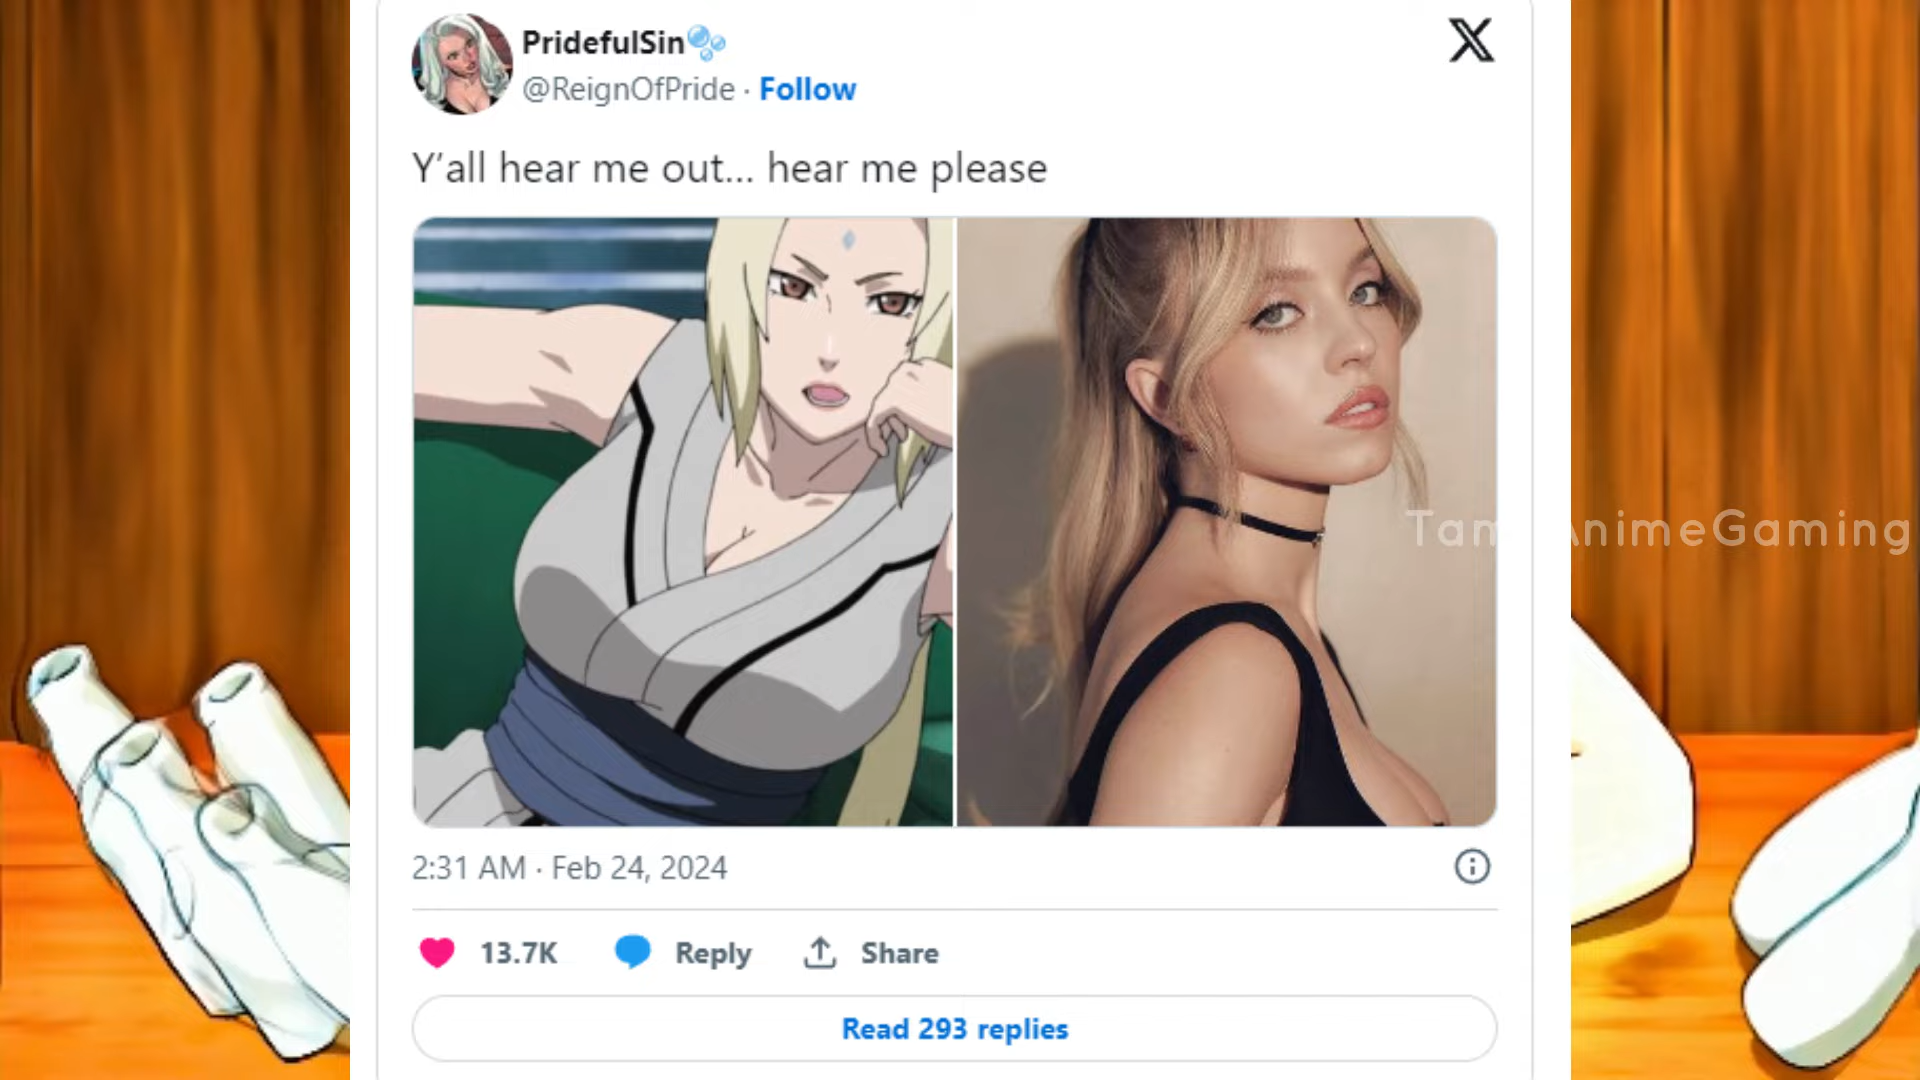 PridefulSin
@ReignOfPride · Follow
Y’all hear me out... hear me please
AnimeGaming
2:31 AM · Feb 24, 2024
13.7K Reply Share
Read 293 replies